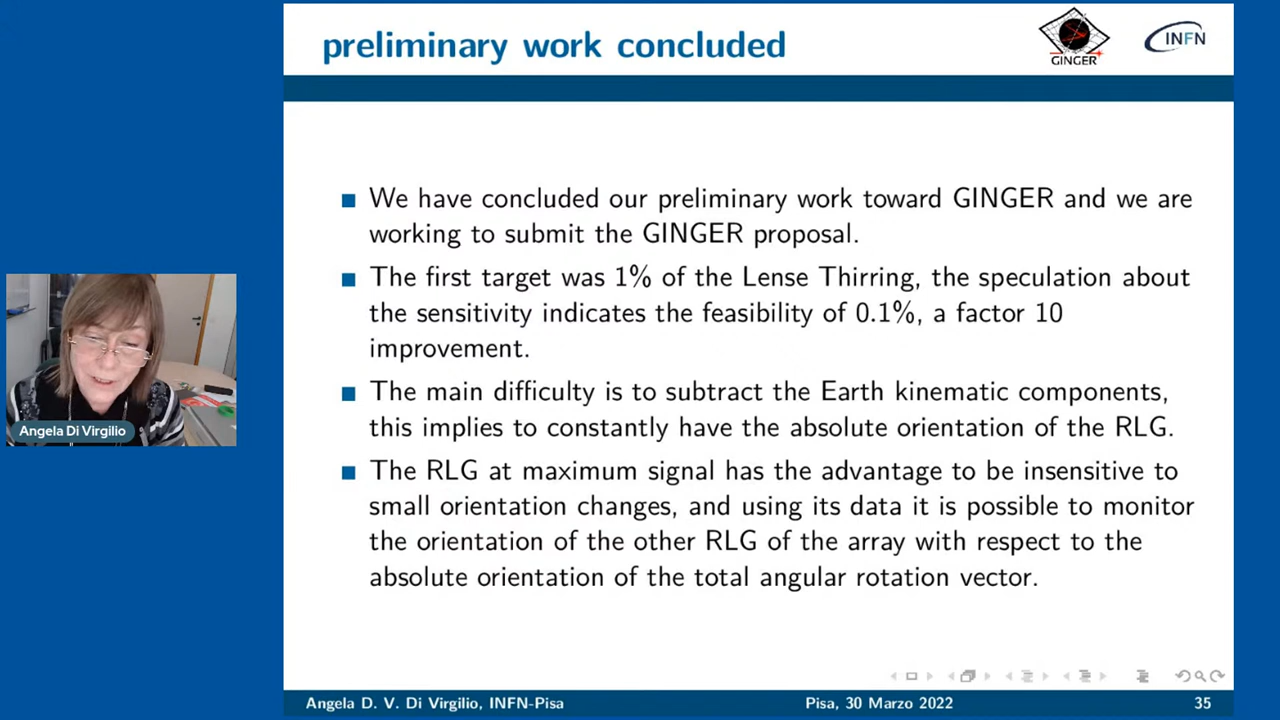 preliminary work concluded
GINGER
INFN
We have concluded our preliminary work toward GINGER and we are
working to submit the GINGER proposal.
The first target was 1% of the Lense Thirring, the speculation about
the sensitivity indicates the feasibility of 0.1%, a factor 10
improvement.
The main difficulty is to subtract the Earth kinematic components,
this implies to constantly have the absolute orientation of the RLG.
The RLG at maximum signal has the advantage to be insensitive to
small orientation changes, and using its data it is possible to monitor
the orientation of the other RLG of the array with respect to the
absolute orientation of the total angular rotation vector.
Angela Di Virgilio
Angela D. V. Di Virgilio, INFN-Pisa
Pisa, 30 Marzo 2022
35